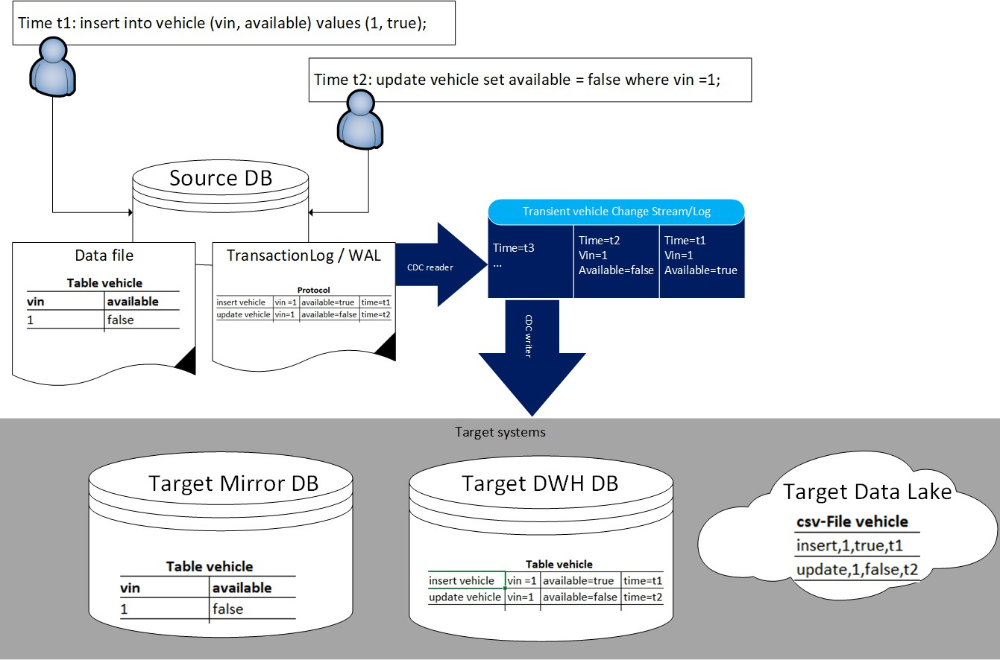 Time t1: insert into vehicle (vin, available) values (1, true);
Time t2: update vehicle set available = false where vin =1;
Source DB
Data file
Table vehicle
vin available
1 false
TransactionLog / WAL
Protocol
insert vehicle vin =1 available=true time=t1
update vehicle vin=1 available=false time=t2
CDC reader
Transient vehicle Change Stream/Log
Time=t3
...
Time=t2
Vin=1
Available=false
Time=t1
Vin=1
Available=true
CDC writer
Target systems
Target Mirror DB
Table vehicle
vin available
1 false
Target DWH DB
Table vehicle
insert vehicle vin =1 available=true time=t1
update vehicle vin=1 available=false time=t2
Target Data Lake
csv-File vehicle
insert,1,true,t1
update,1,false,t2